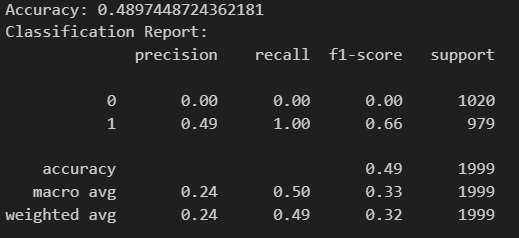 Accuracy: 0.4897448724362181
Classification Report:
precision recall f1-score support
0 0.00 0.00 0.00 1020
1 0.49 1.00 0.66 979
accuracy 0.49 1999
macro avg 0.24 0.50 0.33 1999
weighted avg 0.24 0.49 0.32 1999